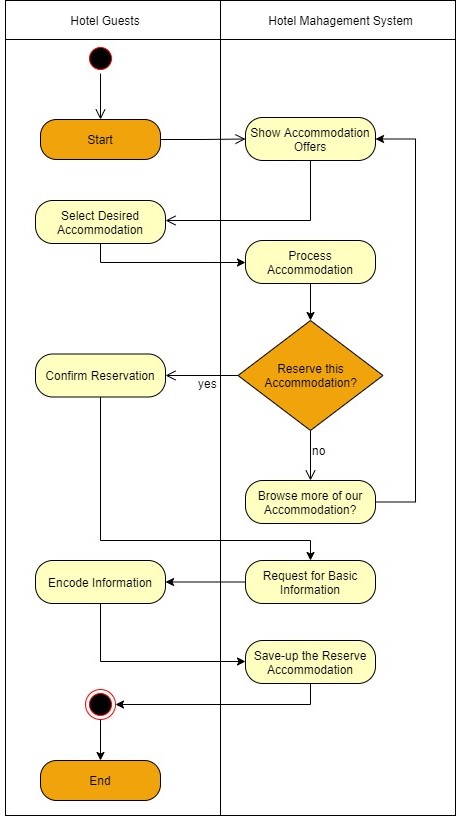 Hotel Guests
Hotel Mahagement System
Start
Show Accommodation
Offers
Select Desired
Accommodation
Process
Accommodation
Reserve this
Accommodation?
yes
Confirm Reservation
no
Browse more of our
Accommodation?
Request for Basic
Information
Encode Information
Save-up the Reserve
Accommodation
End